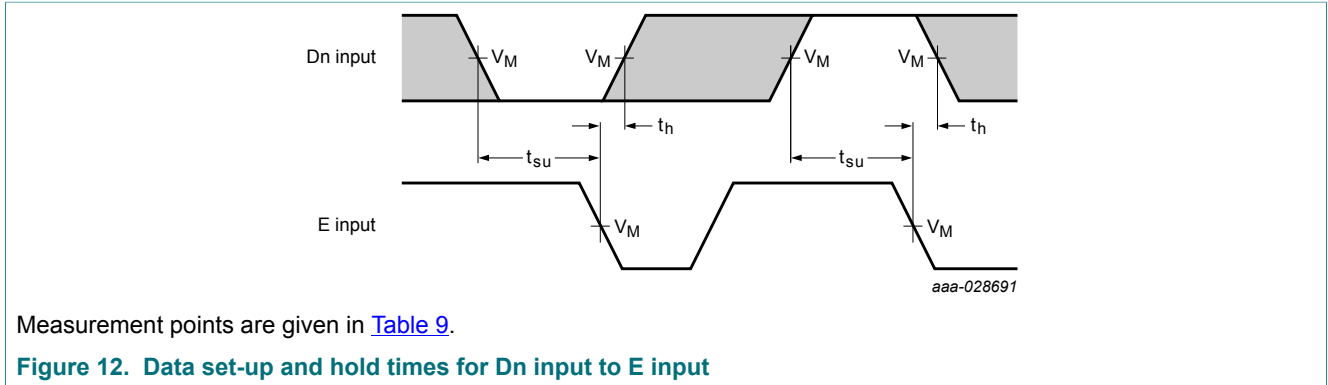 Dn input
VM
VM
VM
VM
th
th
tsu
tsu
E input
VM
VM
aaa-028691
Measurement points are given in Table 9.
Figure 12. Data set-up and hold times for Dn input to E input